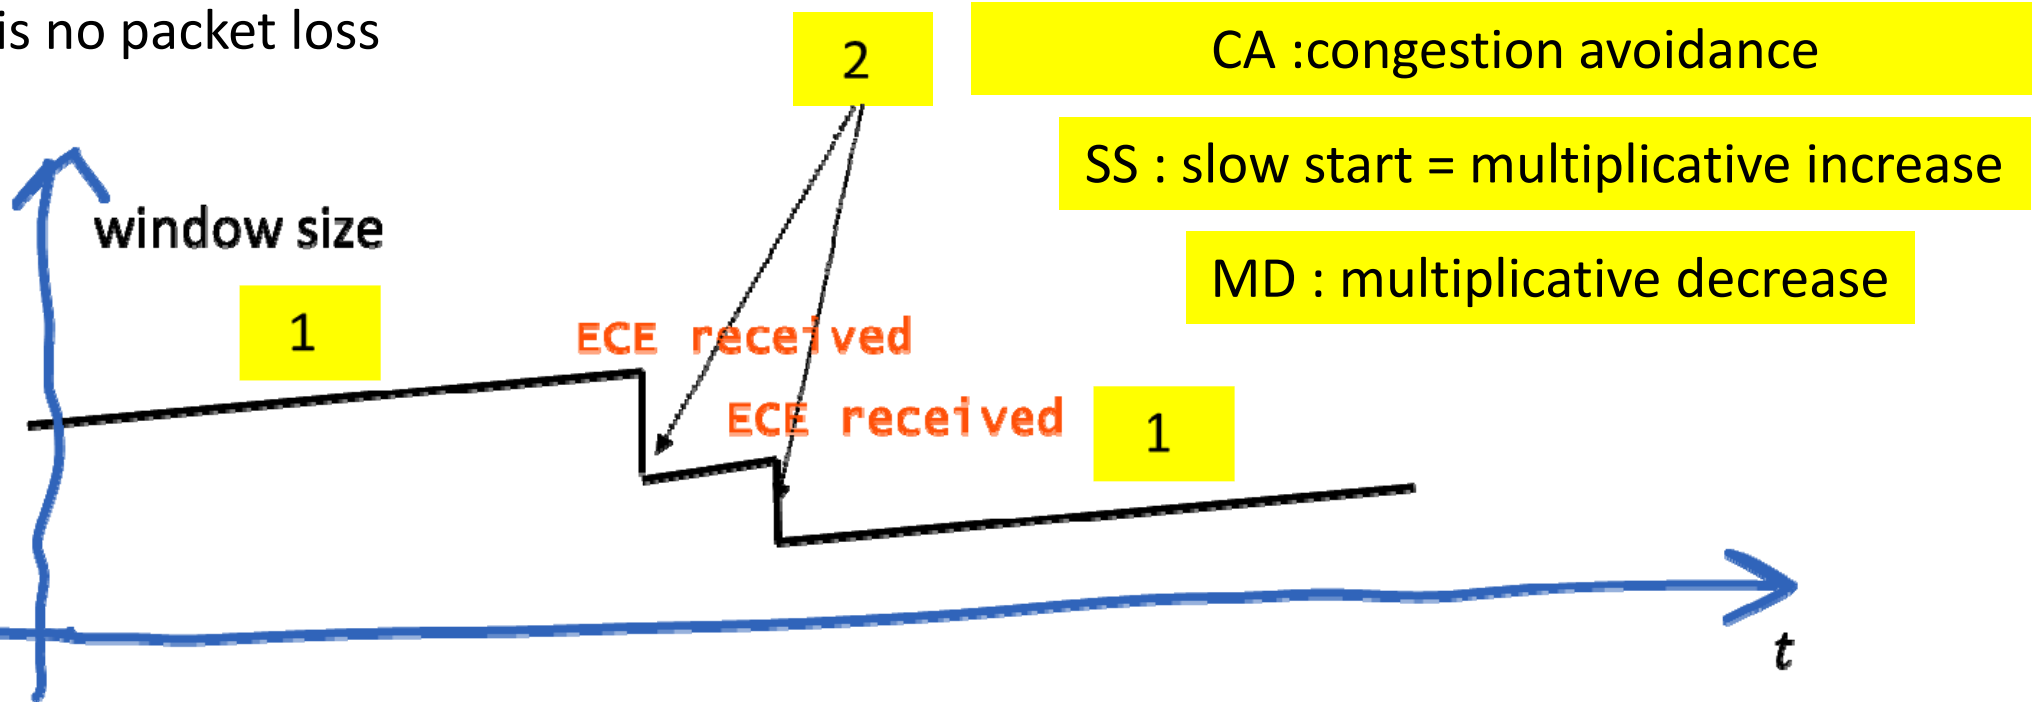 is no packet loss
2
CA :congestion avoidance
SS : slow start = multiplicative increase
window size
MD : multiplicative decrease
1
ECE received
ECE received
1
t